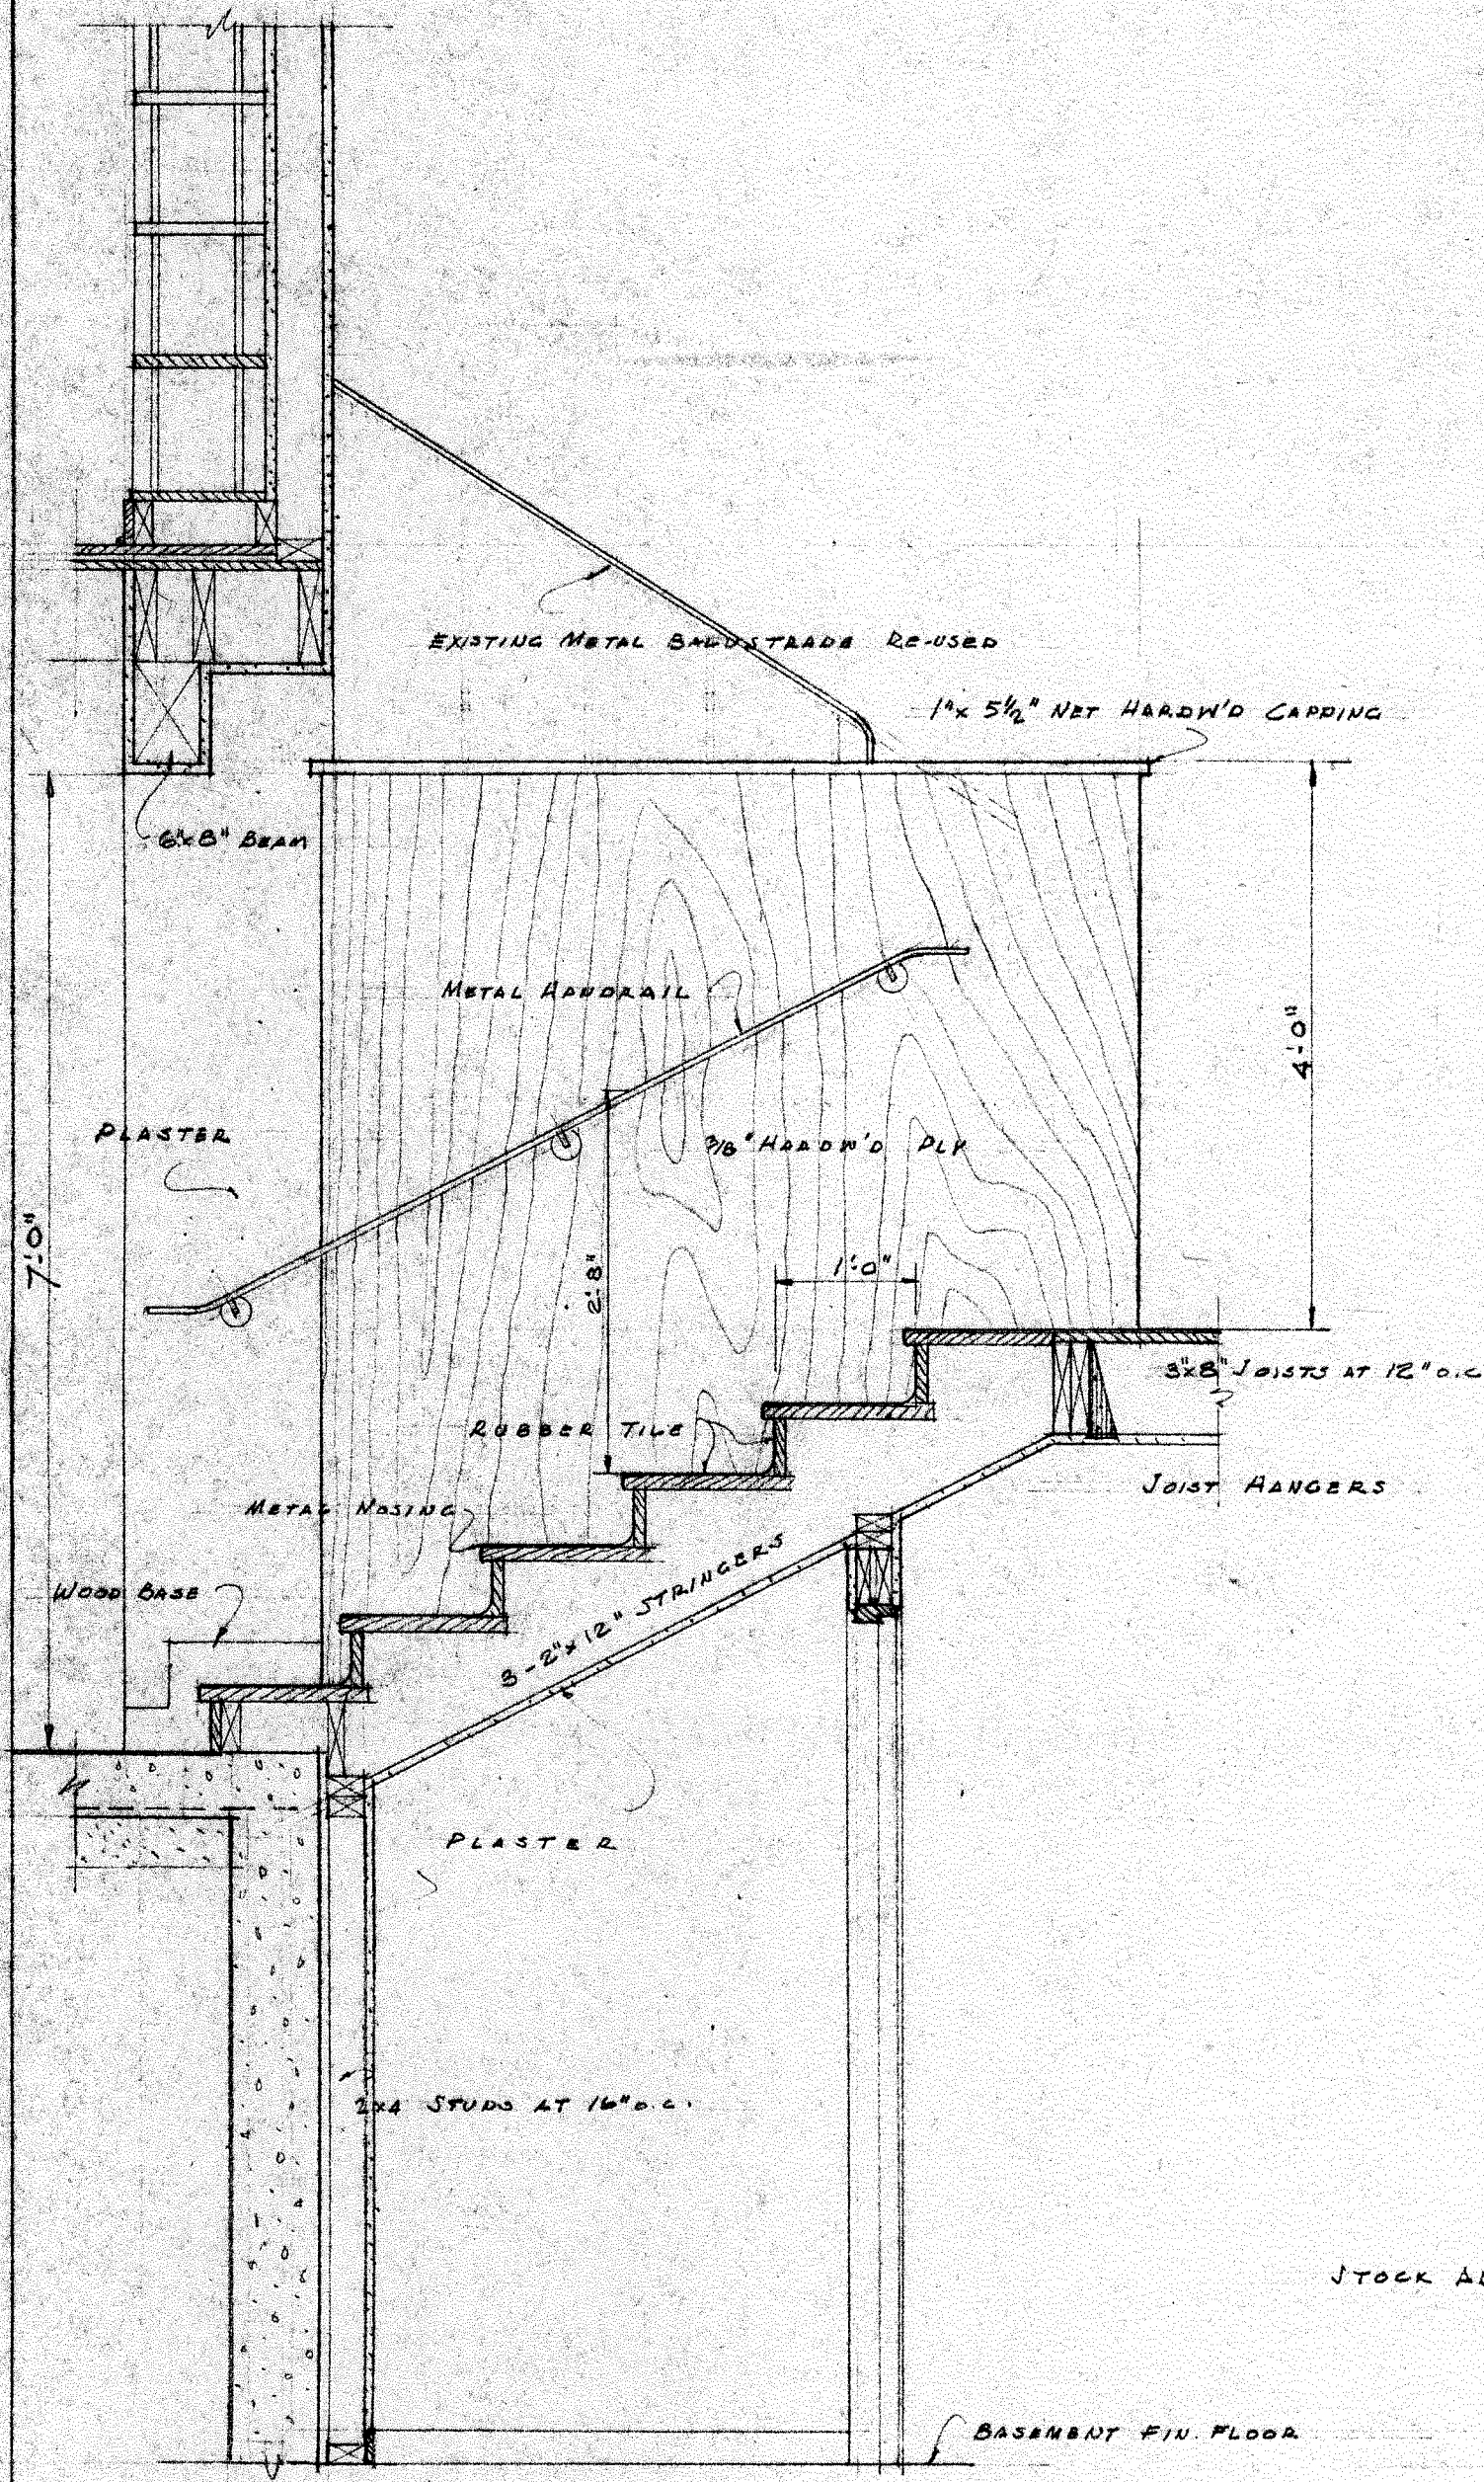 EXISTING METAL BALUSTRADE RE-USED
1"x 5½" NET HARDW'D CAPPING
6"x8" BEAM
METAL HANDRAIL
4'-0"
PLASTER
3/8" HARDW'D PLY
7'-0"
2'-8"
1'-0"
3"x8" JOISTS AT 12" O.C
RUBBER TILE
JOIST HANGERS
METAL NOSING
WOOD BASE
3-2"x12" STRINGERS
PLASTER
2x4 STUDS AT 16" O.C.
STOCK
BASEMENT FIN. FLOOR